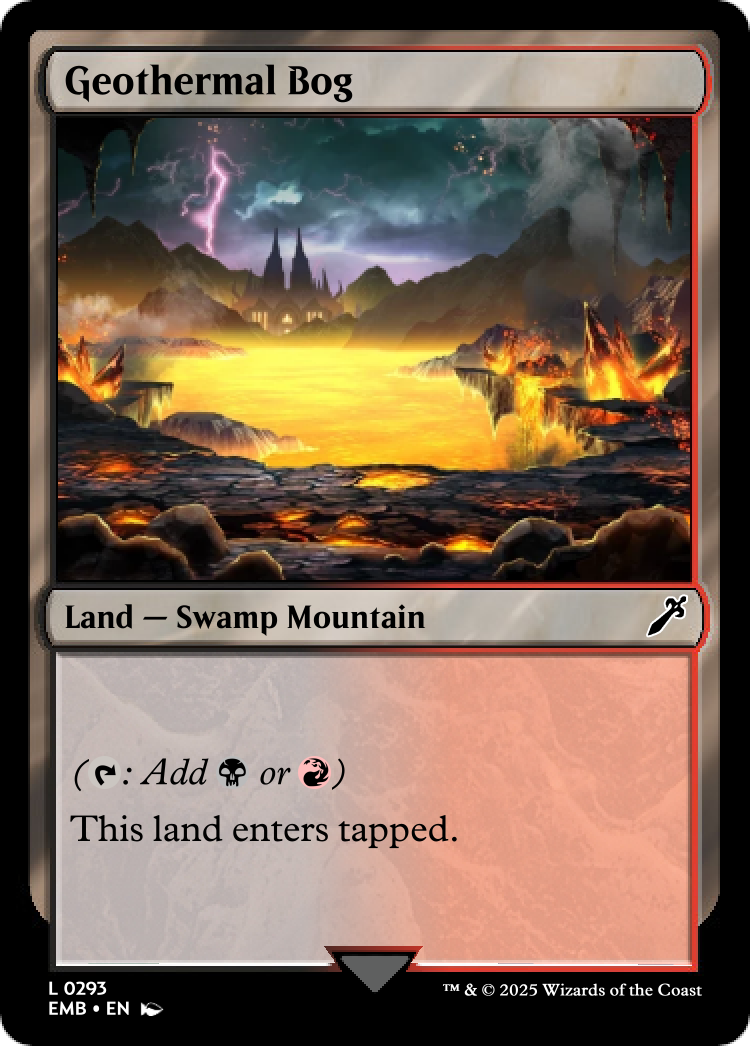 Geothermal Bog
Land — Swamp Mountain
(: Add or )
This land enters tapped.
L 0293
EMB • EN
™ & © 2025 Wizards of the Coast